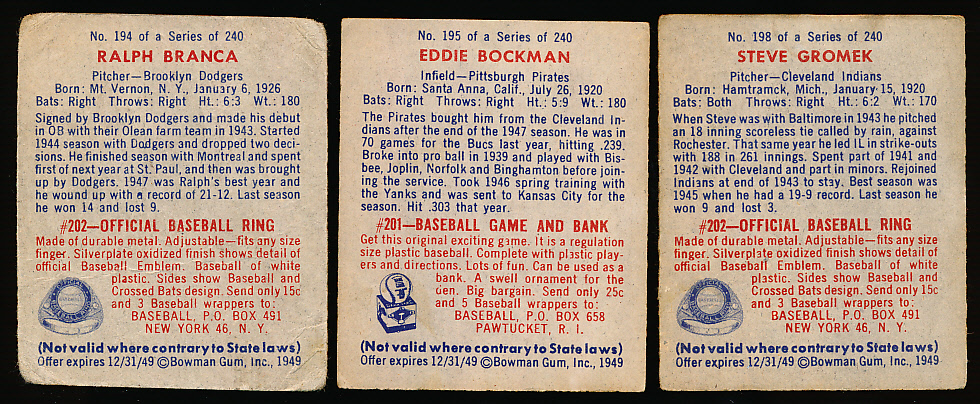 No. 194 of a Series of 240
RALPH BRANCA
Pitcher—Brooklyn Dodgers
Born: Mt. Vernon, N. Y., January 6, 1926
Bats: Right Throws: Right Ht.: 6:3 Wt.: 180
Signed by Brooklyn Dodgers and made his debut
in OB with their Olean farm team in 1943. Started
1944 season with Dodgers and dropped two deci-
sions. He finished season with Montreal and spent
first of next year at St. Paul, and then was brought
up by Dodgers. 1947 was Ralph's best year and
he wound up with a record of 21-12. Last season
he won 14 and lost 9.
#202—OFFICIAL BASEBALL RING
Made of durable metal. Adjustable—fits any size
finger. Silverplate oxidized finish shows detail of
official Baseball Emblem. Baseball of white
plastic. Sides show Baseball and
Crossed Bats design. Send only 15c
and 3 Baseball wrappers to:
BASEBALL, P.O. BOX 491
NEW YORK 46, N. Y.
(Not valid where contrary to State laws)
Offer expires 12/31/49 ©Bowman Gum, Inc., 1949
No. 195 of a Series of 240
EDDIE BOCKMAN
Infield—Pittsburgh Pirates
Born: Santa Anna, Calif., July 26, 1920
Bats: Right Throws: Right Ht.: 5:9 Wt.: 180
The Pirates bought him from the Cleveland In-
dians after the end of the 1947 season. He was in
70 games for the Bucs last year, hitting .239.
Broke into pro ball in 1939 and played with Bis-
bee, Joplin, Norfolk and Binghamton before join-
ing the service. Took 1946 spring training with
the Yanks and was sent to Kansas City for the
season. Hit .303 that year.
#201—BASEBALL GAME AND BANK
Get this original exciting game. It is a regulation
size plastic baseball. Complete with plastic play-
ers and directions. Lots of fun. Can be used as a
bank. A swell ornament for the
den. Big bargain. Send only 25c
and 5 Baseball wrappers to:
BASEBALL, P.O. BOX 658
PAWTUCKET, R. I.
(Not valid where contrary to State laws)
Offer expires 12/31/49 ©Bowman Gum, Inc., 1949
No. 198 of a Series of 240
STEVE GROMEK
Pitcher—Cleveland Indians
Born: Hamtramck, Mich., January 15, 1920
Bats: Both Throws: Right Ht.: 6:2 Wt.: 170
When Steve was with Baltimore in 1943 he pitched
an 18 inning scoreless tie called by rain, against
Rochester. That same year he led IL in strike-outs
with 188 in 261 innings. Spent part of 1941 and
1942 with Cleveland and part in minors. Rejoined
Indians at end of 1943 to stay. Best season was
1945 when he had a 19-9 record. Last season he
won 9 and lost 3.
#202—OFFICIAL BASEBALL RING
Made of durable metal. Adjustable—fits any size
finger. Silverplate oxidized finish shows detail of
official Baseball Emblem. Baseball of white
plastic. Sides show Baseball and
Crossed Bats design. Send only 15c
and 3 Baseball wrappers to:
BASEBALL, P.O. BOX 491
NEW YORK 46, N. Y.
(Not valid where contrary to State laws)
Offer expires 12/31/49 ©Bowman Gum, Inc., 1949